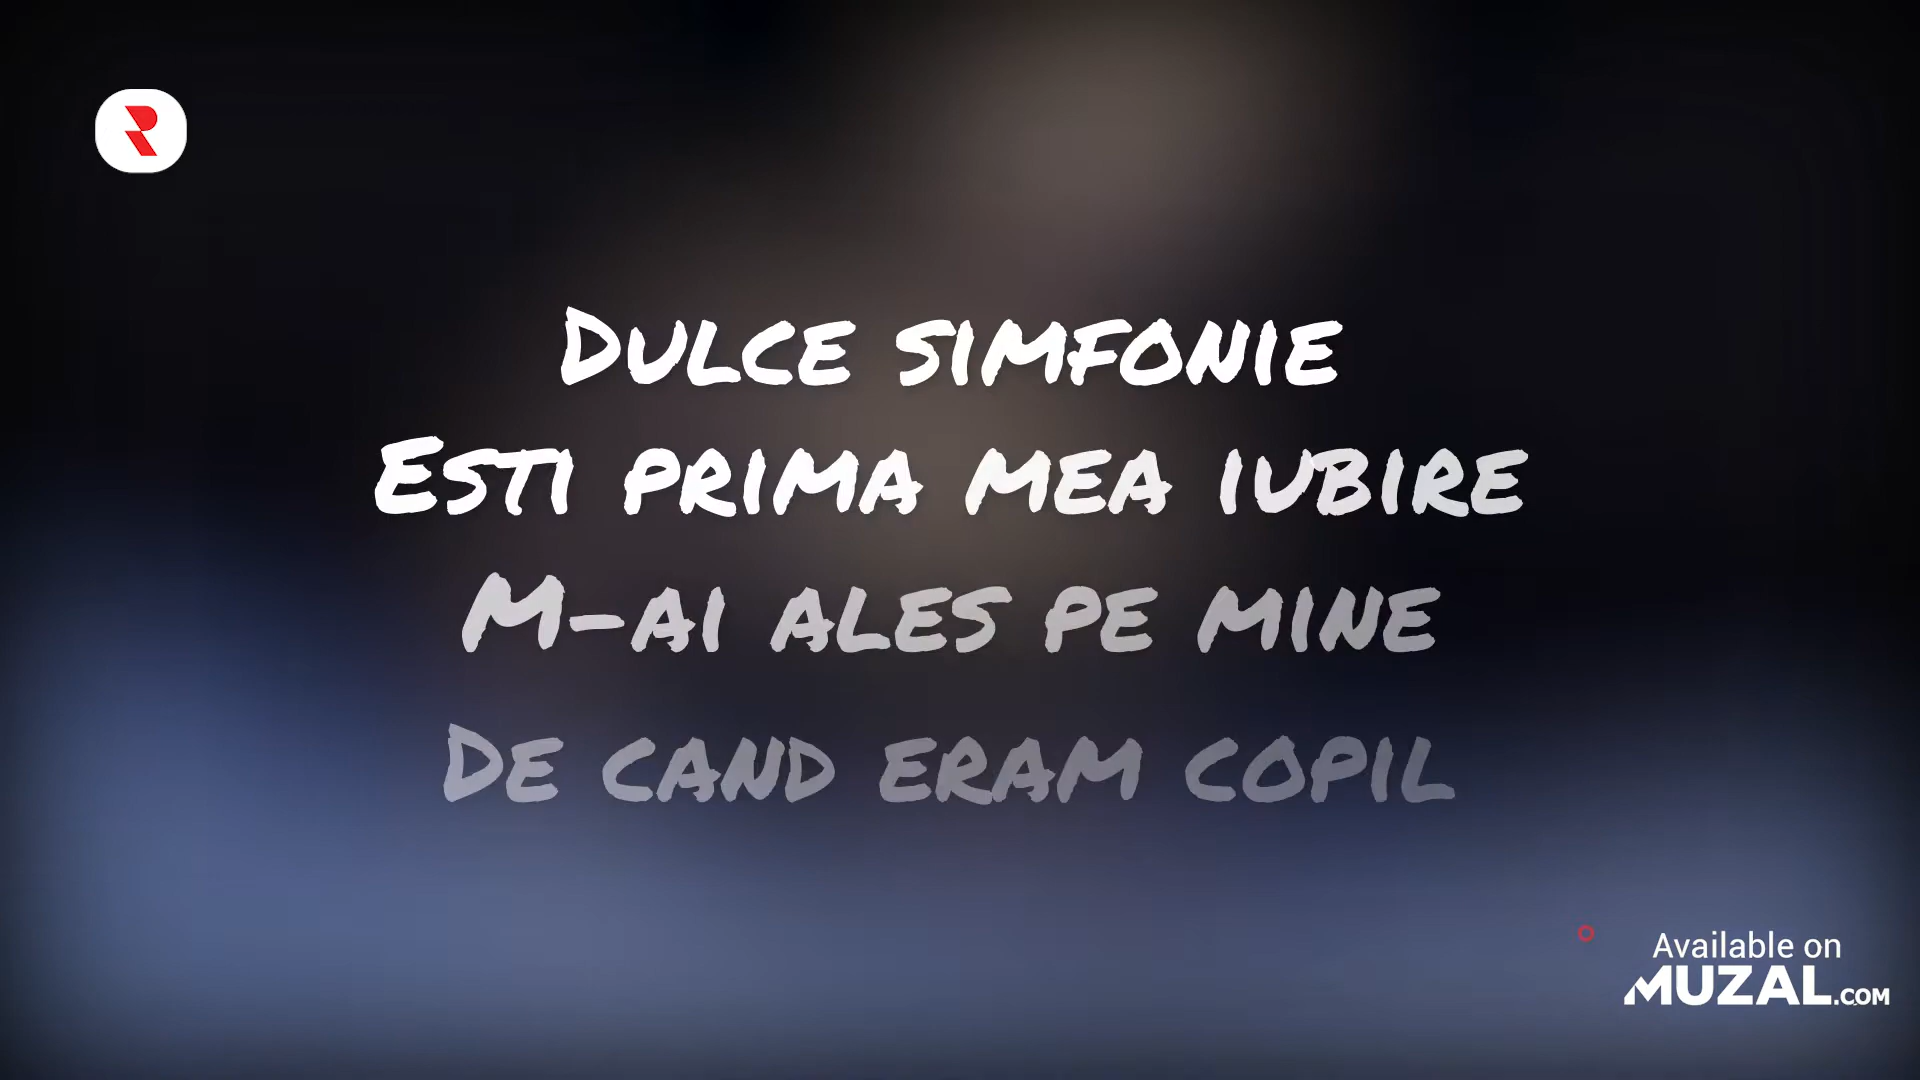 Dulce simfonie
Esti prima mea iubire
M-ai ales pe mine
De cand eram copil
Available on
MUZAL.COM